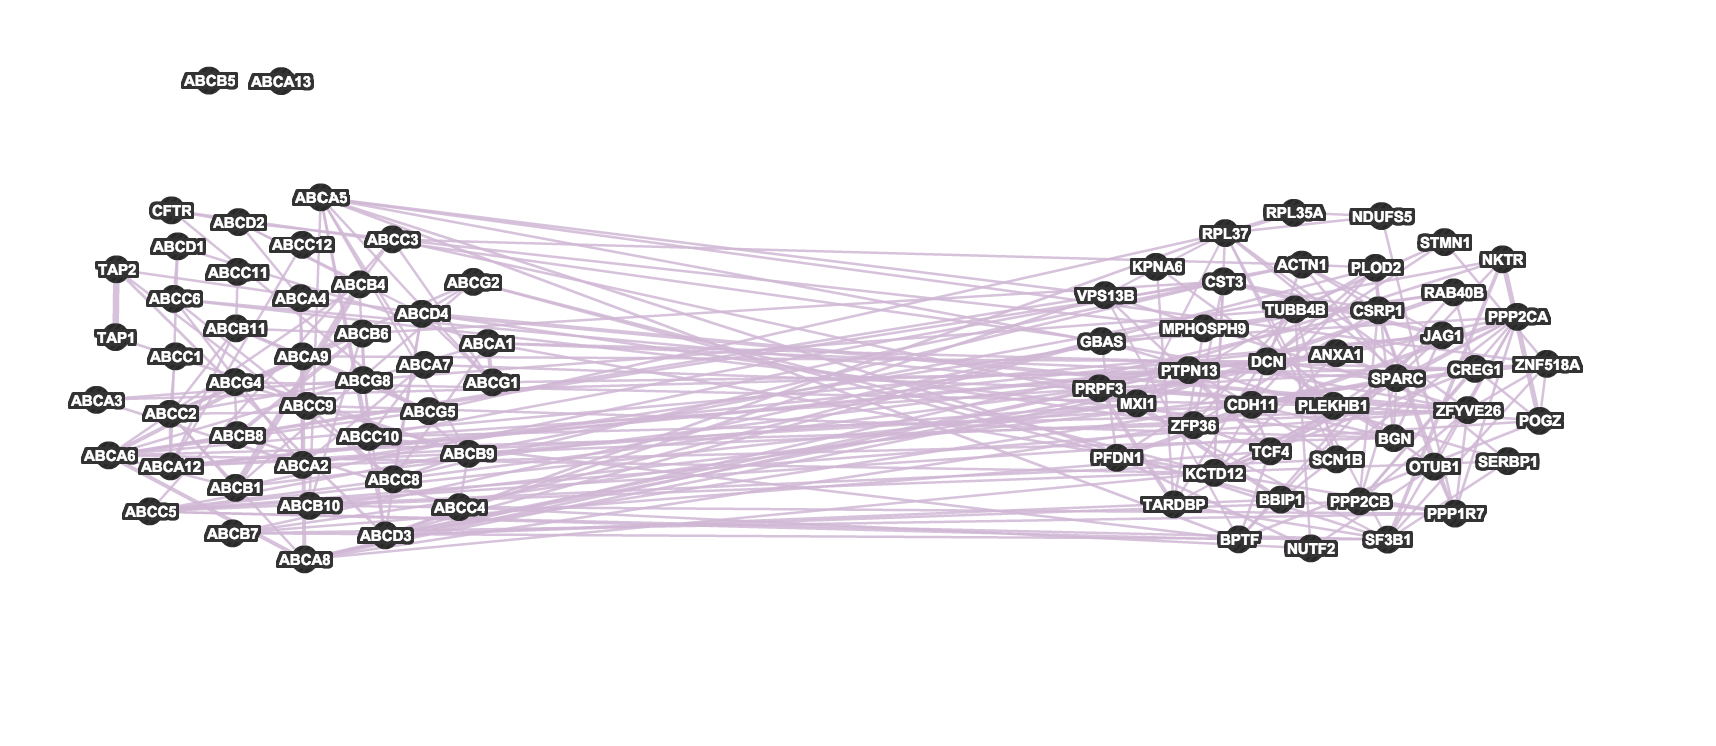 ABCB5
ABCA13
ABCA5
CFTR
ABCD2
ABCC3
ABCD1
ABCC12
TAP2
ABCC11
ABCG2
ABCB4
ABCC6
ABCA4
ABCD4
ABCB11
TAP1
ABCB6
ABCA1
ABCC1
ABCA9
ABCA7
ABCG4
ABCG8
ABCG1
ABCA3
ABCC2
ABCC9
ABCG5
ABCB8
ABCC10
ABCA6
ABCA12
ABCA2
ABCB9
ABCB1
ABCC8
ABCC5
ABCB10
ABCC4
ABCB7
ABCD3
ABCA8
RPL35A
NDUFS5
RPL37
STMN1
KPNA6
ACTN1
PLOD2
NKTR
CST3
VPS13B
RAB40B
TUBB4B
CSRP1
PPP2CA
MPHOSPH9
JAG1
GBAS
DCN
ANXA1
PTPN13
SPARC
CREG1
ZNF518A
PRPF3
MXI1
CDH11
PLEKHB1
ZFYVE26
ZFP36
POGZ
BGN
PFDN1
TCF4
SCN1B
OTUB1
SERBP1
KCTD12
TARDBP
BBIP1
PPP2CB
PPP1R7
BPTF
NUTF2
SF3B1